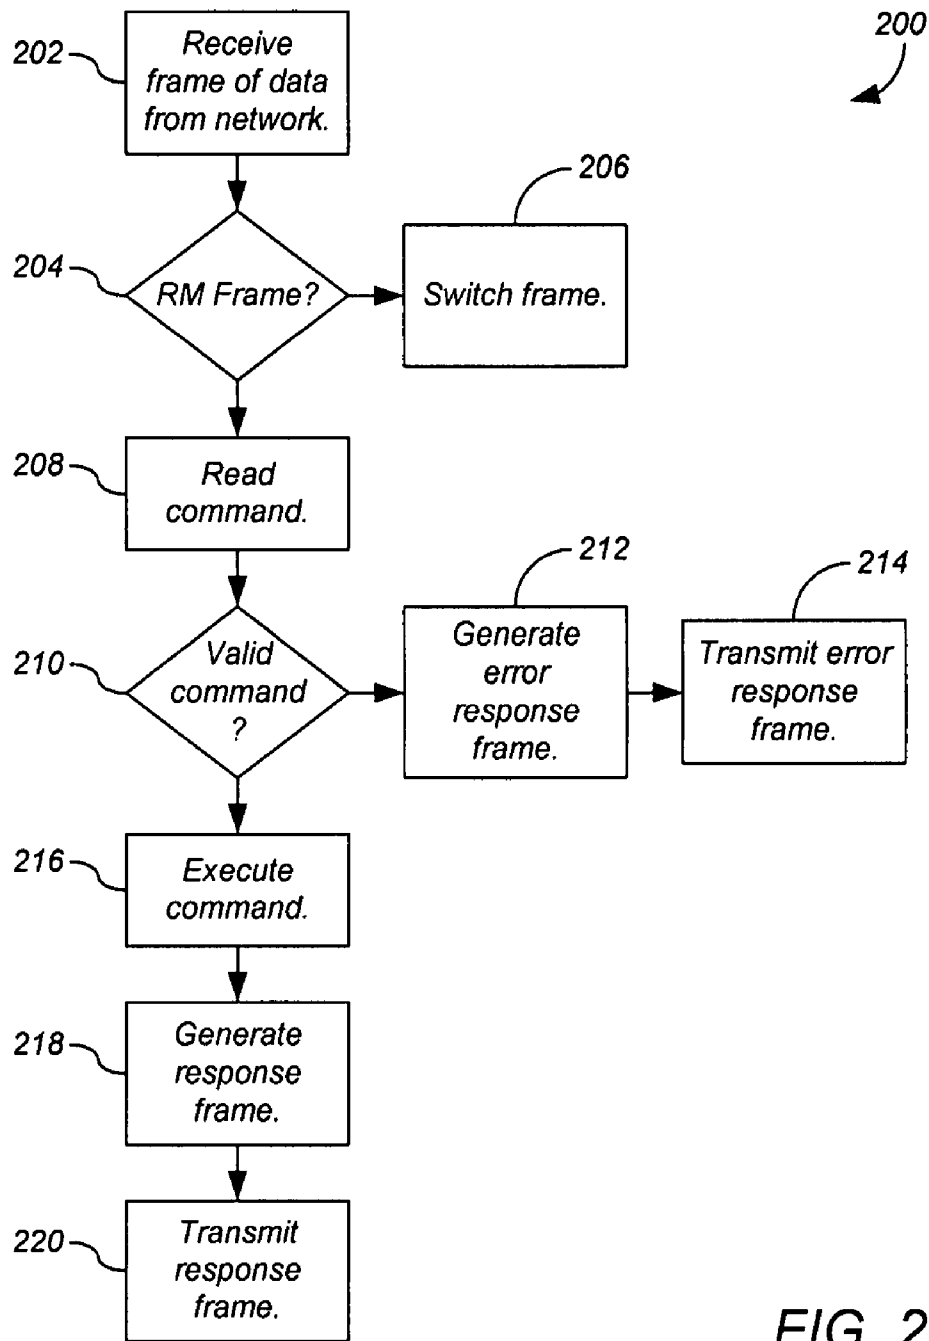 200
202
Receive
frame of data
from network.
204
RM Frame?
206
Switch frame.
208
Read
command.
210
Valid
command
?
212
Generate
error
response
frame.
214
Transmit error
response
frame.
216
Execute
command.
218
Generate
response
frame.
220
Transmit
response
frame.
FIG. 2